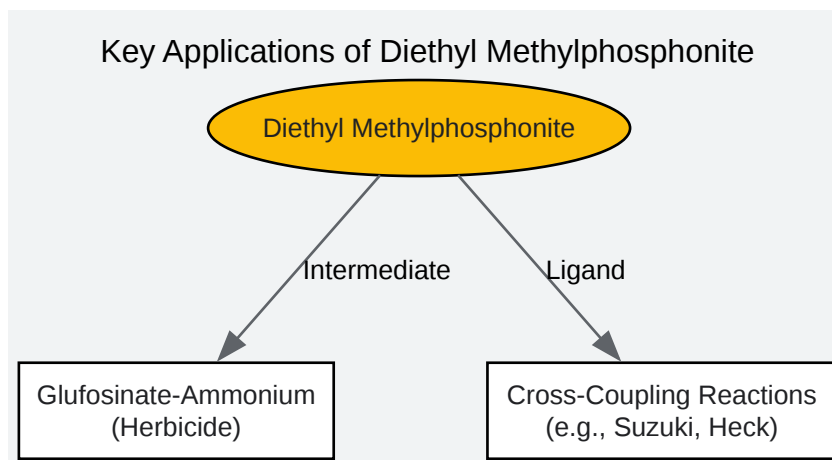 Key Applications of Diethyl Methylphosphonite
Diethyl Methylphosphonite
Intermediate
Ligand
Glufosinate-Ammonium
(Herbicide)
Cross-Coupling Reactions
(e.g., Suzuki, Heck)